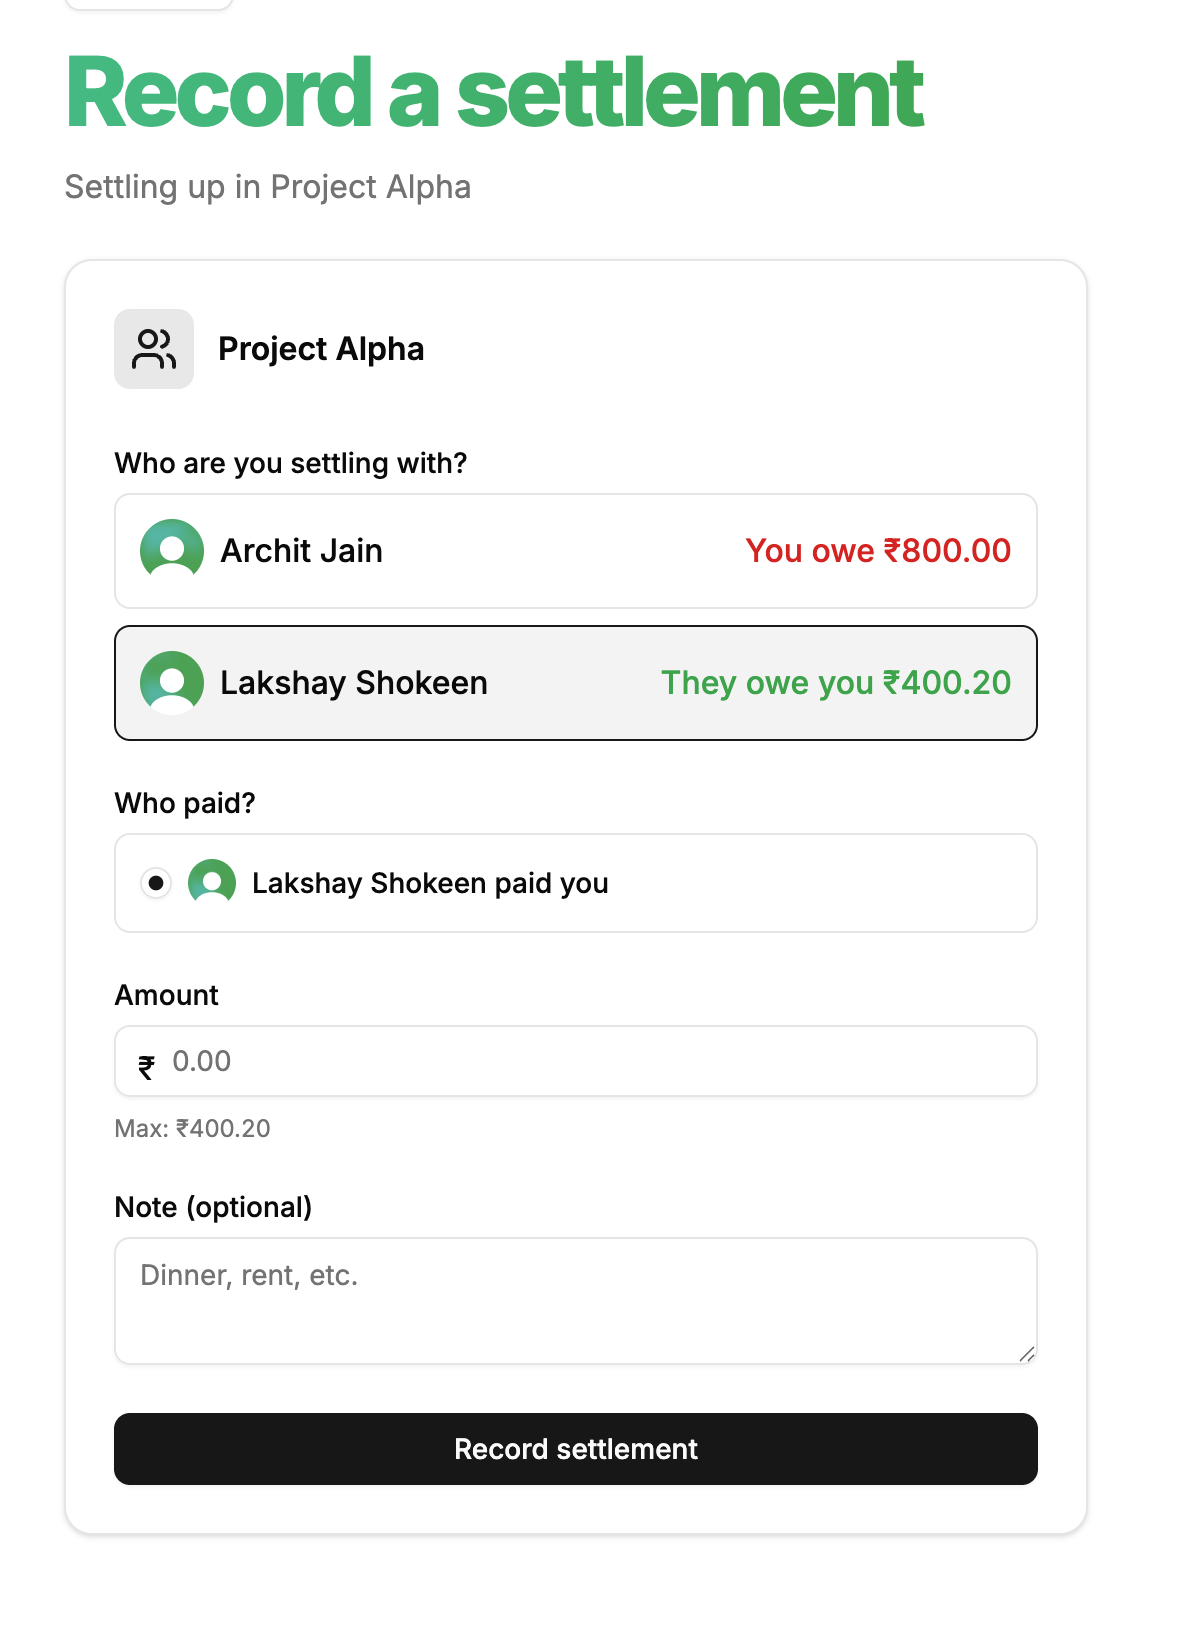 Record a settlement
Settling up in Project Alpha
Project Alpha
Who are you settling with?
Archit Jain You owe ₹800.00
Lakshay Shokeen They owe you ₹400.20
Who paid?
Lakshay Shokeen paid you
Amount
₹ 0.00
Max: ₹400.20
Note (optional)
Dinner, rent, etc.
Record settlement